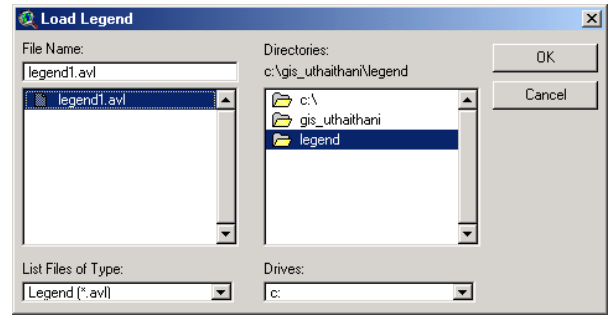 Load Legend
File Name:
legend1.avl
legend1.avl
List Files of Type:
Legend (*.avl)
Directories:
c:\gis_uthaithani\legend
c:\
gis_uthaithani
legend
Drives:
c:
OK
Cancel